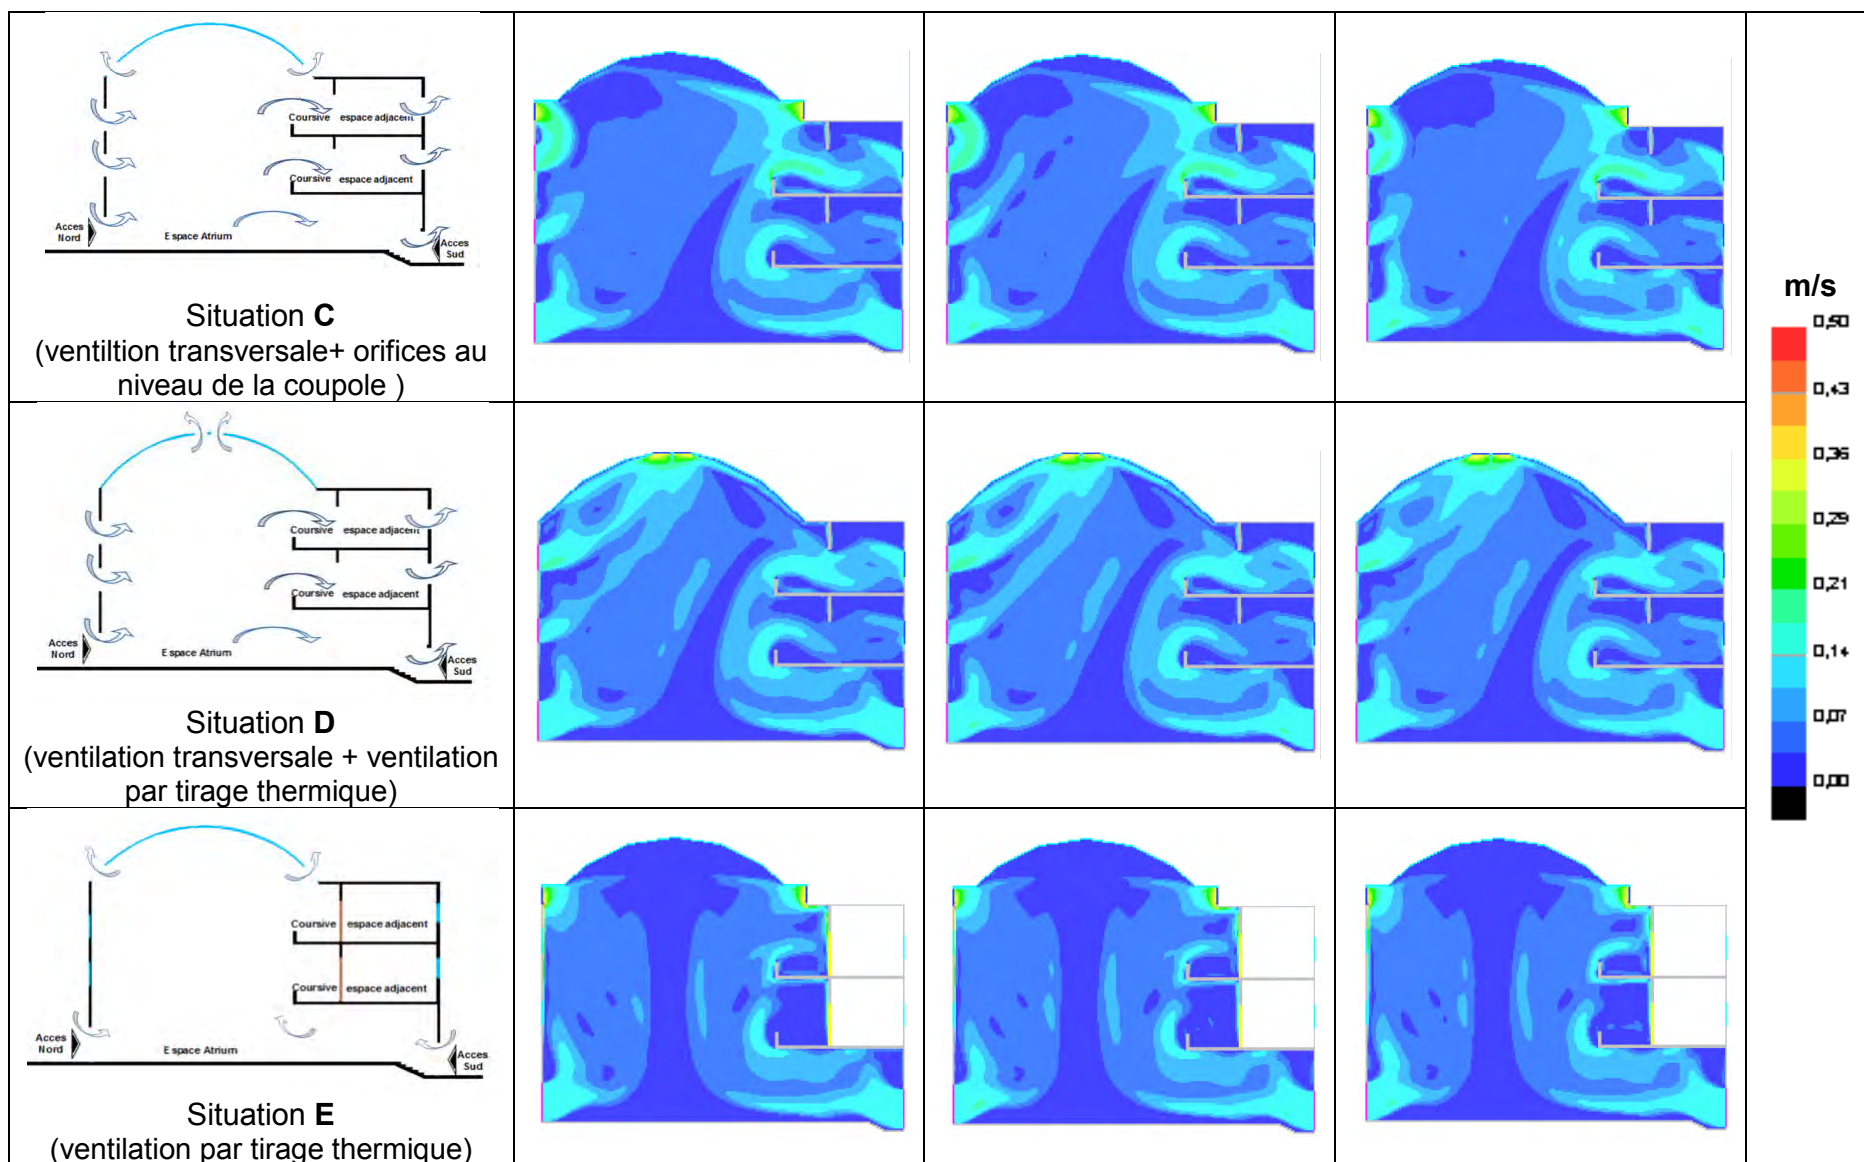 Coursive espace adjacent
Coursive espace adjacent
Acces
Nord
Espace Atrium
Acces
Sud
Situation C
(ventiltion transversale+ orifices au
niveau de la coupole )
m/s
0,50
0,43
0,36
0,29
0,21
0,14
0,07
0,00
Coursive espace adjacent
Coursive espace adjacent
Acces
Nord
Espace Atrium
Acces
Sud
Situation D
(ventilation transversale + ventilation
par tirage thermique)
Coursive espace adjacent
Coursive espace adjacent
Acces
Nord
Espace Atrium
Acces
Sud
Situation E
(ventilation par tirage thermique)